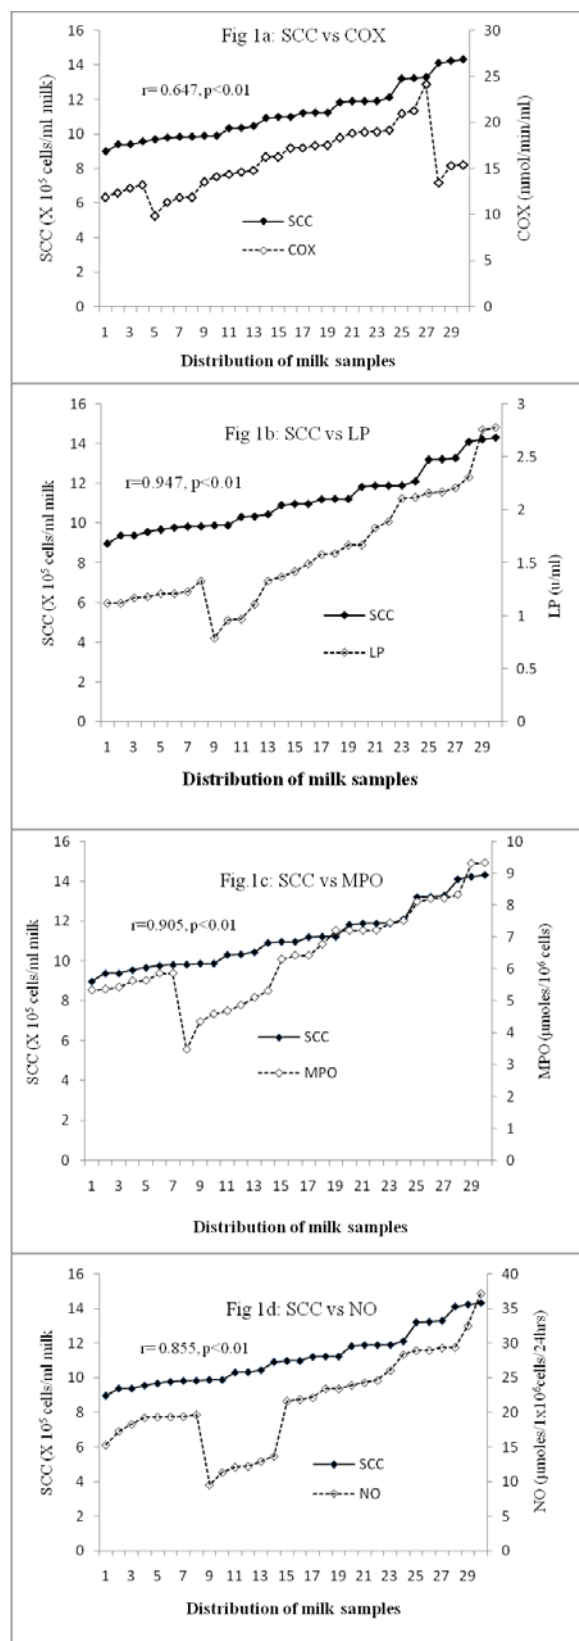 Fig 1a: SCC vs COX
r= 0.647, p<0.01
SCC (X 10⁵ cells/ml milk)
16
14
12
10
8
6
4
2
0
30
25
20
15
10
5
0
COX (nmol/min/ml)
SCC
COX
1 3 5 7 9 11 13 15 17 19 21 23 25 27 29
Distribution of milk samples
Fig 1b: SCC vs LP
r=0.947, p<0.01
SCC (X 10⁵ cells/ml milk
16
14
12
10
8
6
4
2
0
3
2.5
2
1.5
1
0.5
0
LP (u/ml)
SCC
LP
1 3 5 7 9 11 13 15 17 19 21 23 25 27 29
Distribution of milk samples
Fig.1c: SCC vs MPO
r=0.905, p<0.01
SCC (X 10⁵ cells/ml milk
16
14
12
10
8
6
4
2
0
10
9
8
7
6
5
4
3
2
1
0
MPO (µmoles/10⁶ cells)
SCC
MPO
1 3 5 7 9 11 13 15 17 19 21 23 25 27 29
Distribution of milk samples
Fig 1d: SCC vs NO
r= 0.855, p<0.01
SCC (X 10⁵ cells/ml milk
16
14
12
10
8
6
4
2
0
40
35
30
25
20
15
10
5
0
NO (µmoles/1x10⁶cells/24hrs)
SCC
NO
1 3 5 7 9 11 13 15 17 19 21 23 25 27 29
Distribution of milk samples